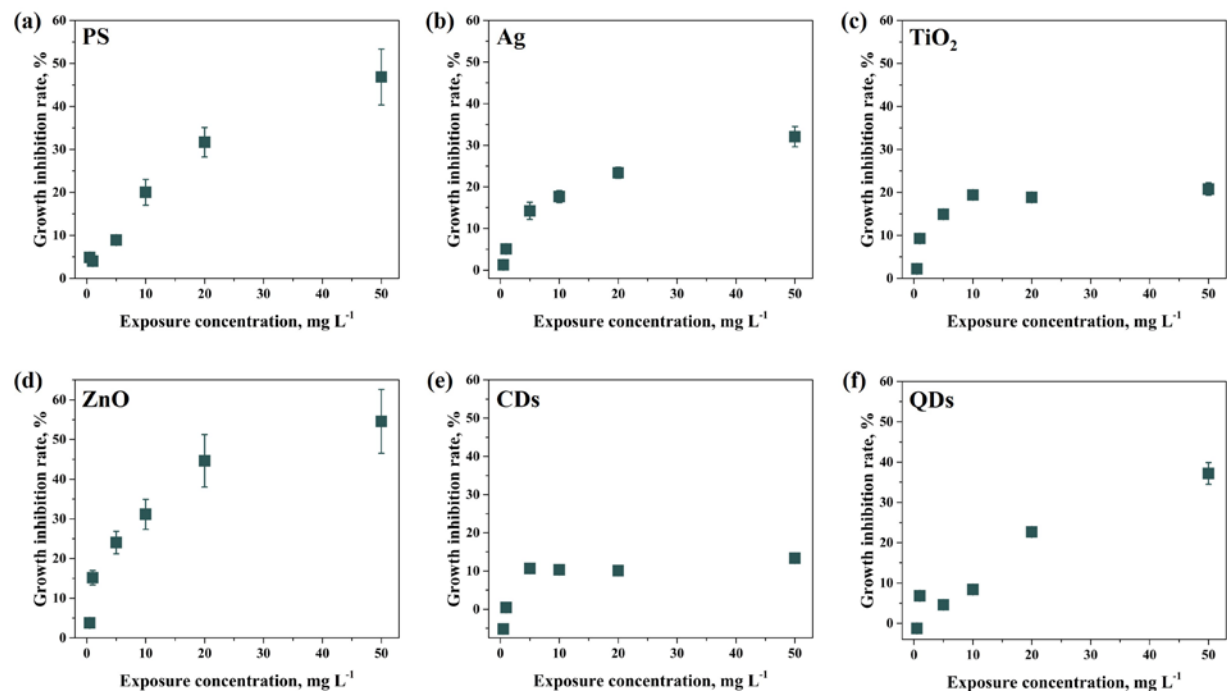 (a) PS
60
50
40
30
20
10
0
Growth inhibition rate, %
0 10 20 30 40 50
Exposure concentration, mg L⁻¹
(b) Ag
60
50
40
30
20
10
0
Growth inhibition rate, %
0 10 20 30 40 50
Exposure concentration, mg L⁻¹
(c) TiO₂
60
50
40
30
20
10
0
Growth inhibition rate, %
0 10 20 30 40 50
Exposure concentration, mg L⁻¹
(d) ZnO
60
50
40
30
20
10
0
Growth inhibition rate, %
0 10 20 30 40 50
Exposure concentration, mg L⁻¹
(e) CDs
60
50
40
30
20
10
0
Growth inhibition rate, %
0 10 20 30 40 50
Exposure concentration, mg L⁻¹
(f) QDs
60
50
40
30
20
10
0
Growth inhibition rate, %
0 10 20 30 40 50
Exposure concentration, mg L⁻¹